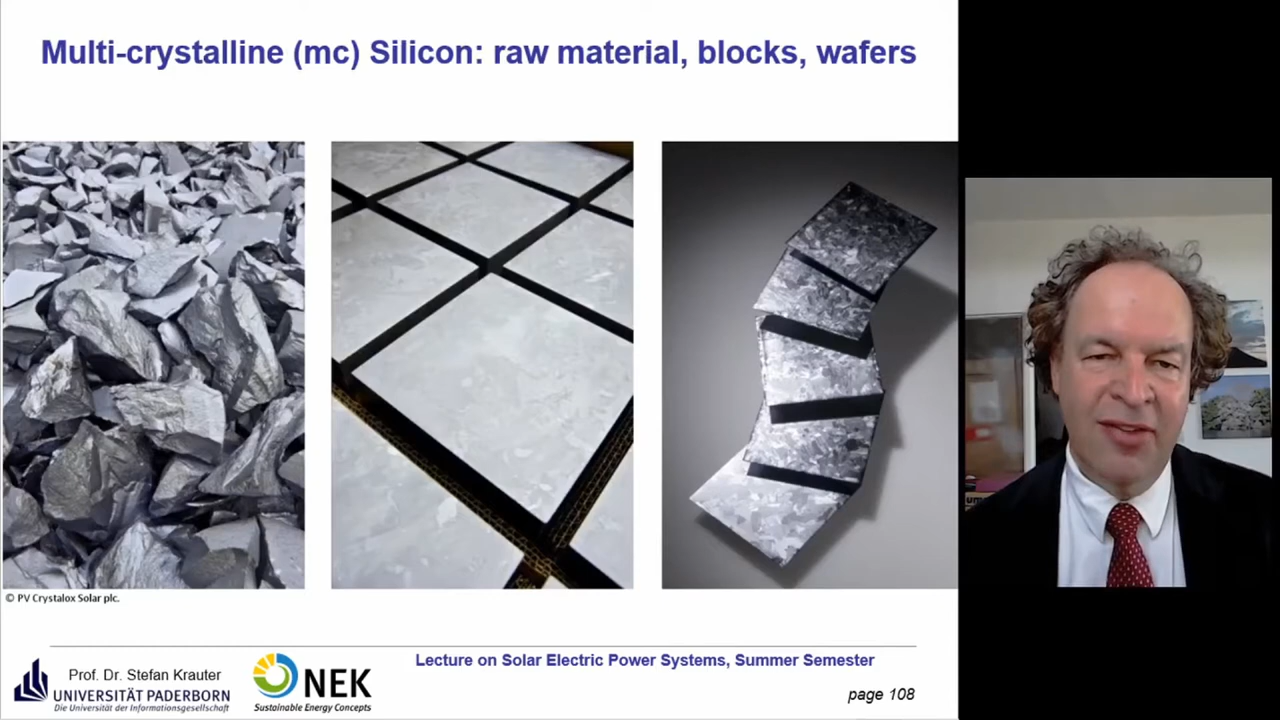 Multi-crystalline (mc) Silicon: raw material, blocks, wafers
© PV Crystalox Solar plc.
Prof. Dr. Stefan Krauter
UNIVERSITÄT PADERBORN
Die Universität der Informationsgesellschaft
NEK
Sustainable Energy Concepts
Lecture on Solar Electric Power Systems, Summer Semester
page 108